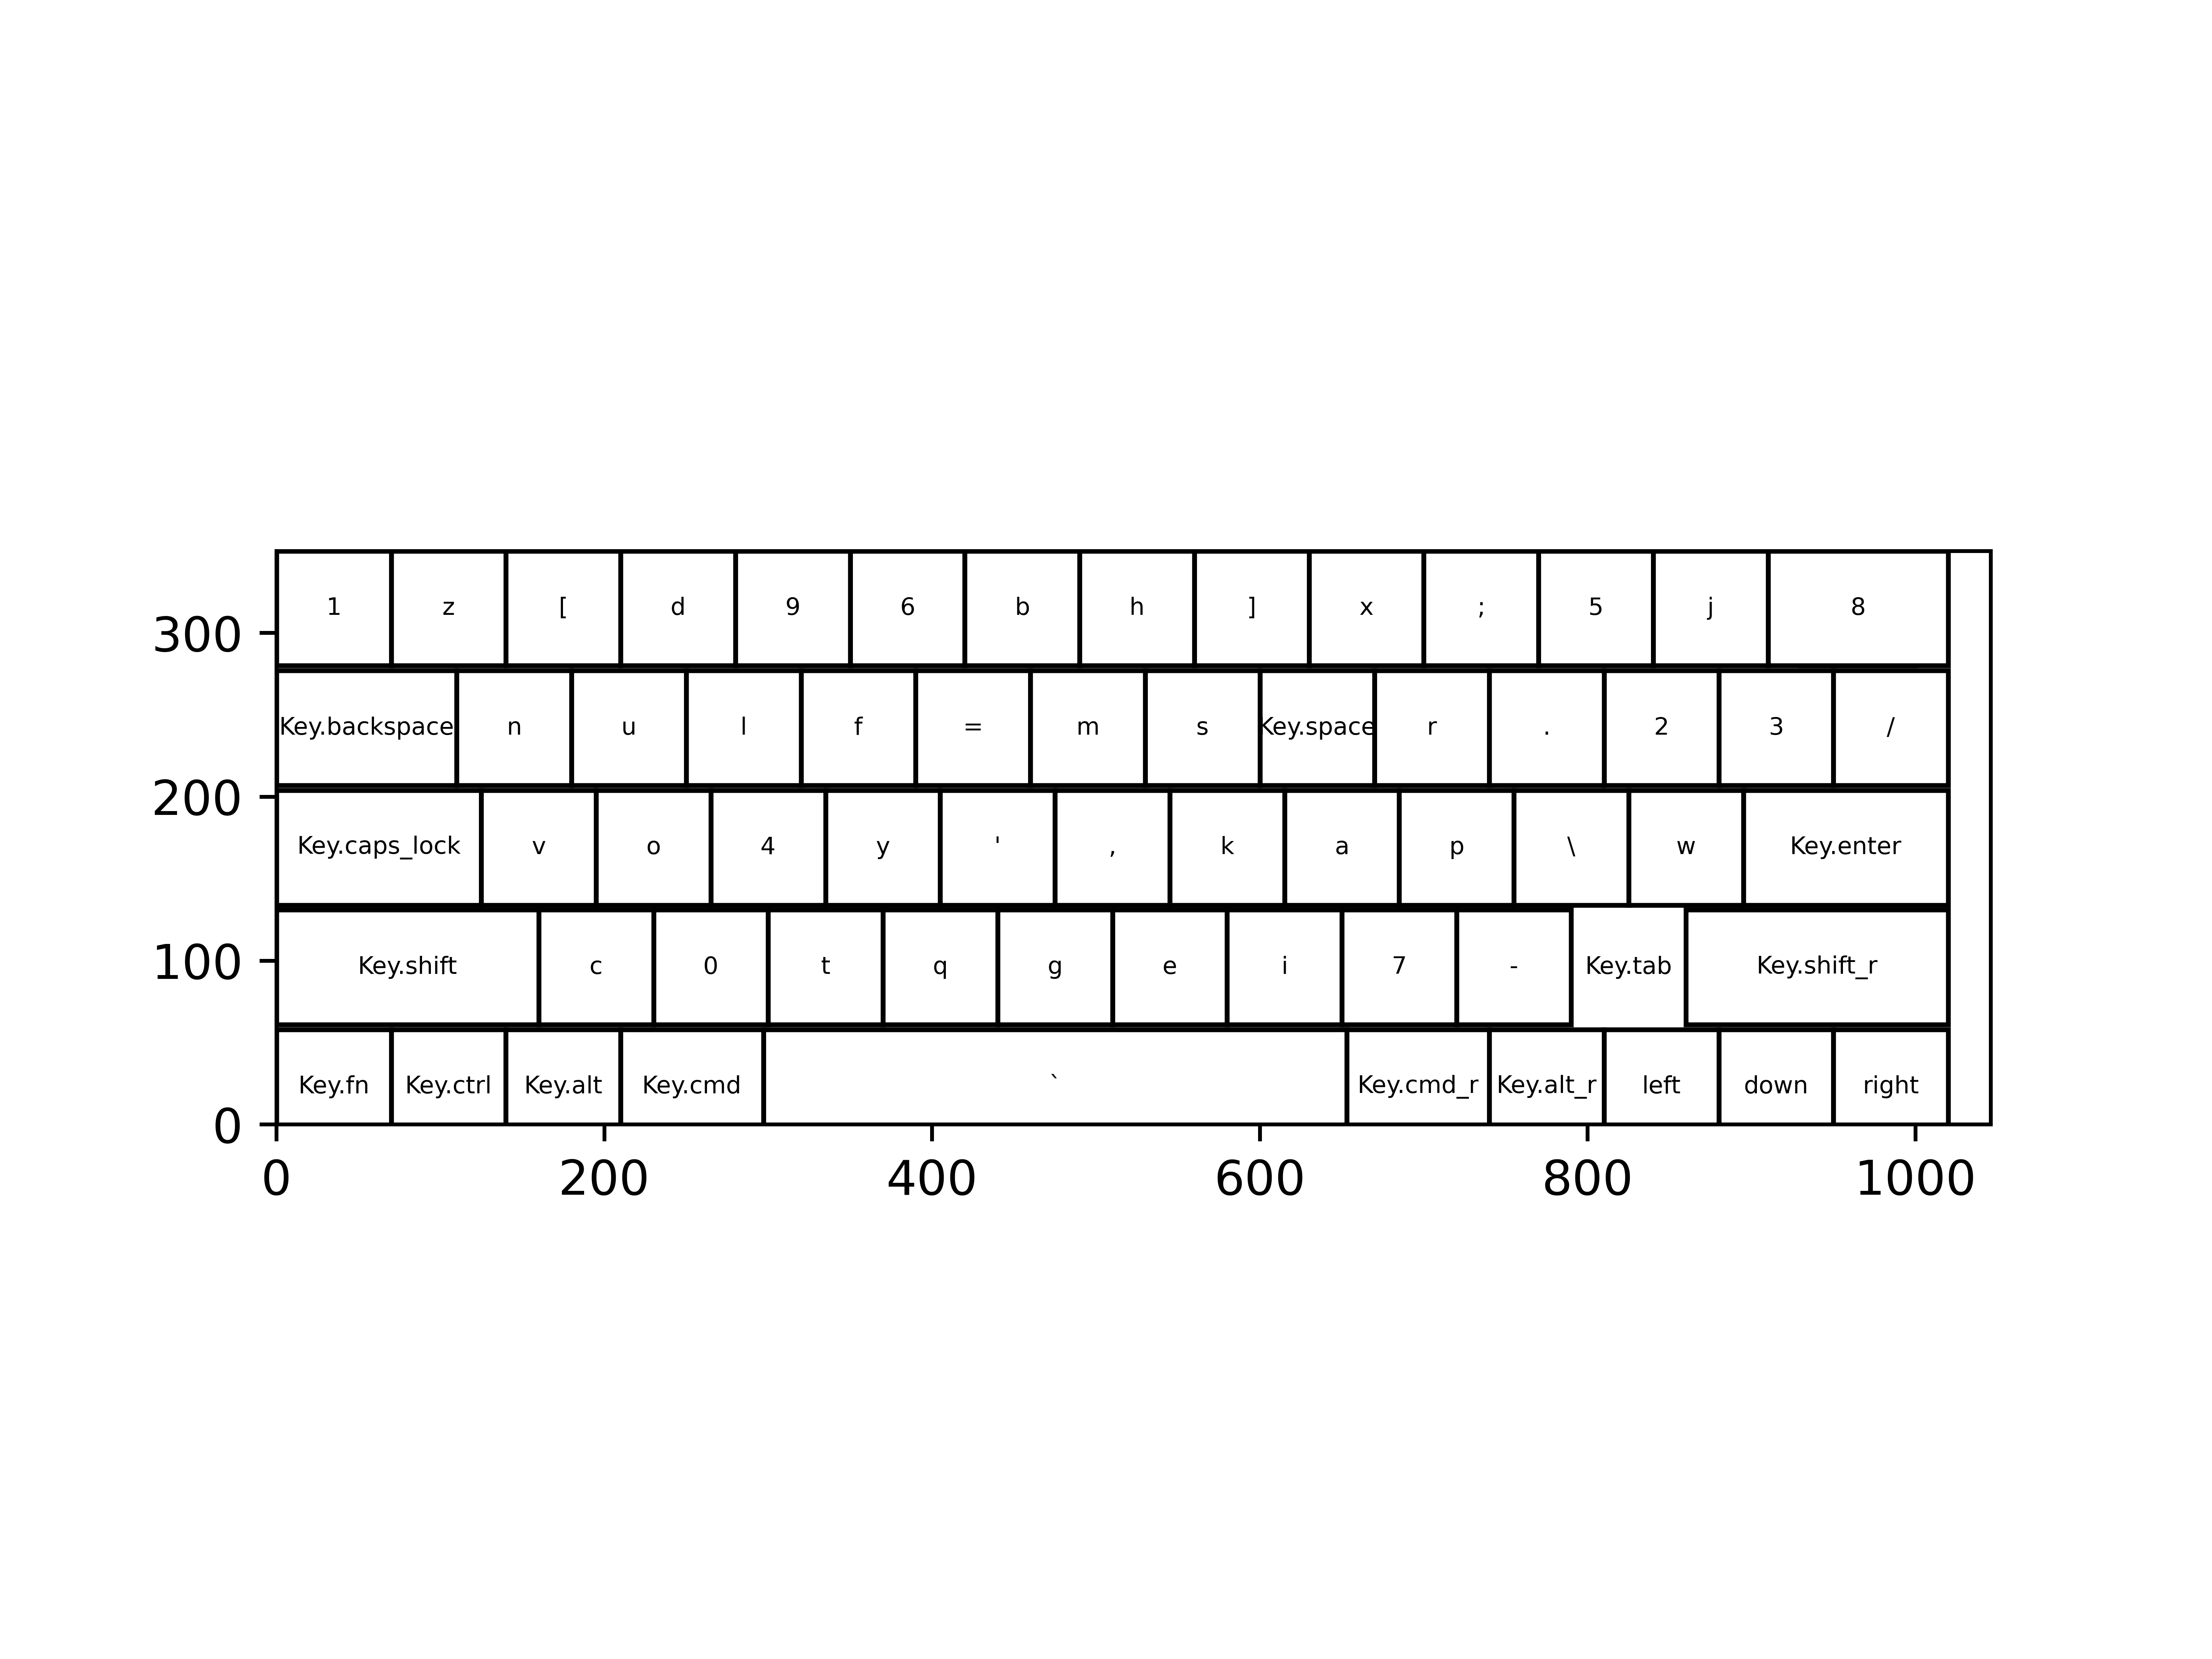 1 z [ d 9 6 b h ] x ; 5 j 8
300
Key.backspace n u l f = m s Key.space r . 2 3 /
200
Key.caps_lock v o 4 y ' , k a p \ w Key.enter
100
Key.shift c 0 t q g e i 7 - Key.tab Key.shift_r
Key.fn Key.ctrl Key.alt Key.cmd ` Key.cmd_r Key.alt_r left down right
0
0 200 400 600 800 1000